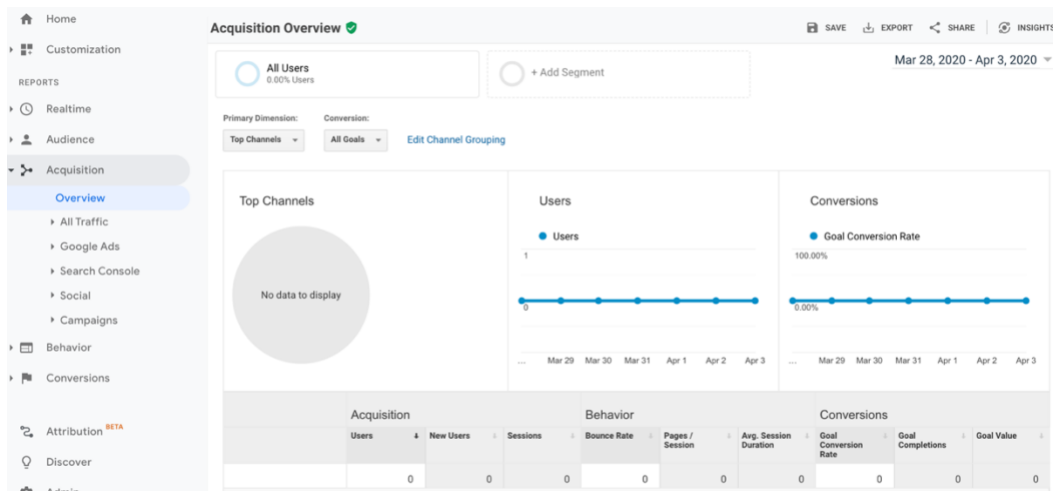 Home
Customization
REPORTS
Realtime
Audience
Acquisition
Overview
All Traffic
Google Ads
Search Console
Social
Campaigns
Behavior
Conversions
Attribution BETA
Discover
Admin
Acquisition Overview
SAVE EXPORT SHARE INSIGHTS
All Users
0.00% Users
+ Add Segment
Mar 28, 2020 - Apr 3, 2020
Primary Dimension: Conversion:
Top Channels All Goals Edit Channel Grouping
Top Channels
No data to display
Users
Users
1
0
... Mar 29 Mar 30 Mar 31 Apr 1 Apr 2 Apr 3
Conversions
Goal Conversion Rate
100.00%
0.00%
... Mar 29 Mar 30 Mar 31 Apr 1 Apr 2 Apr 3
Acquisition Behavior Conversions
Users New Users Sessions Bounce Rate Pages / Session Avg. Session Duration Goal Conversion Rate Goal Completions Goal Value
0 0 0 0 0 0 0 0 0